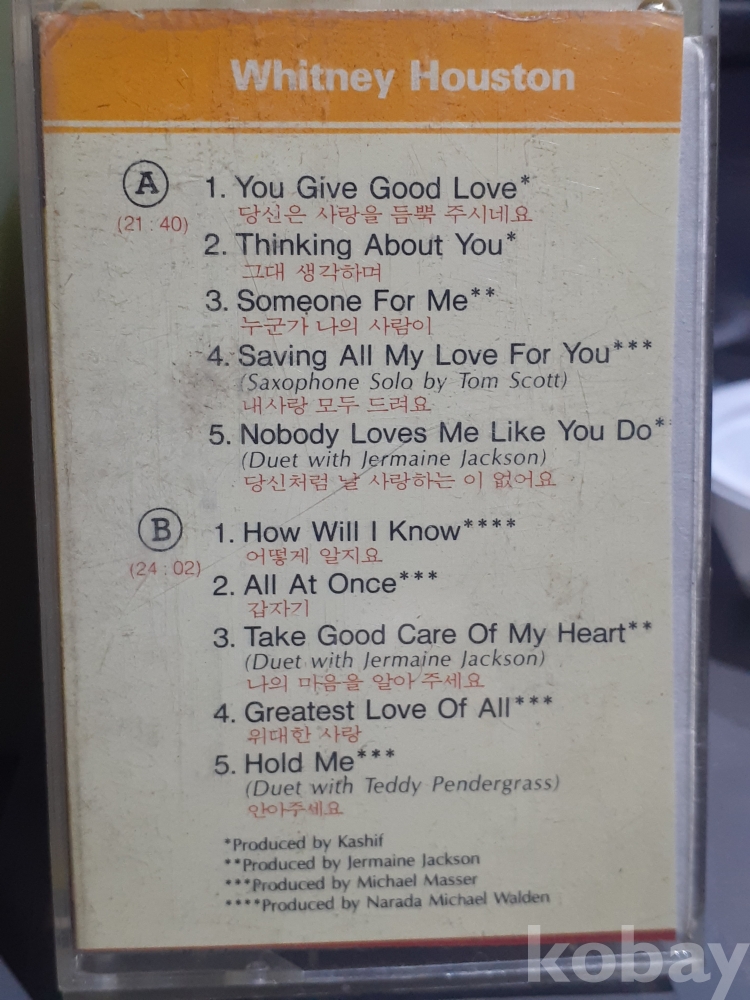 Whitney Houston
A
(21:40)
1. You Give Good Love*
당신은 사랑을 듬뿍 주시네요
2. Thinking About You*
그대 생각하며
3. Someone For Me**
누군가 나의 사람이
4. Saving All My Love For You***
(Saxophone Solo by Tom Scott)
내사랑 모두 드려요
5. Nobody Loves Me Like You Do*
(Duet with Jermaine Jackson)
당신처럼 날 사랑하는 이 없어요
B
(24:02)
1. How Will I Know****
어떻게 알지요
2. All At Once***
갑자기
3. Take Good Care Of My Heart**
(Duet with Jermaine Jackson)
나의 마음을 알아 주세요
4. Greatest Love Of All***
위대한 사랑
5. Hold Me***
(Duet with Teddy Pendergrass)
안아주세요
*Produced by Kashif
**Produced by Jermaine Jackson
***Produced by Michael Masser
****Produced by Narada Michael Walden
kobay